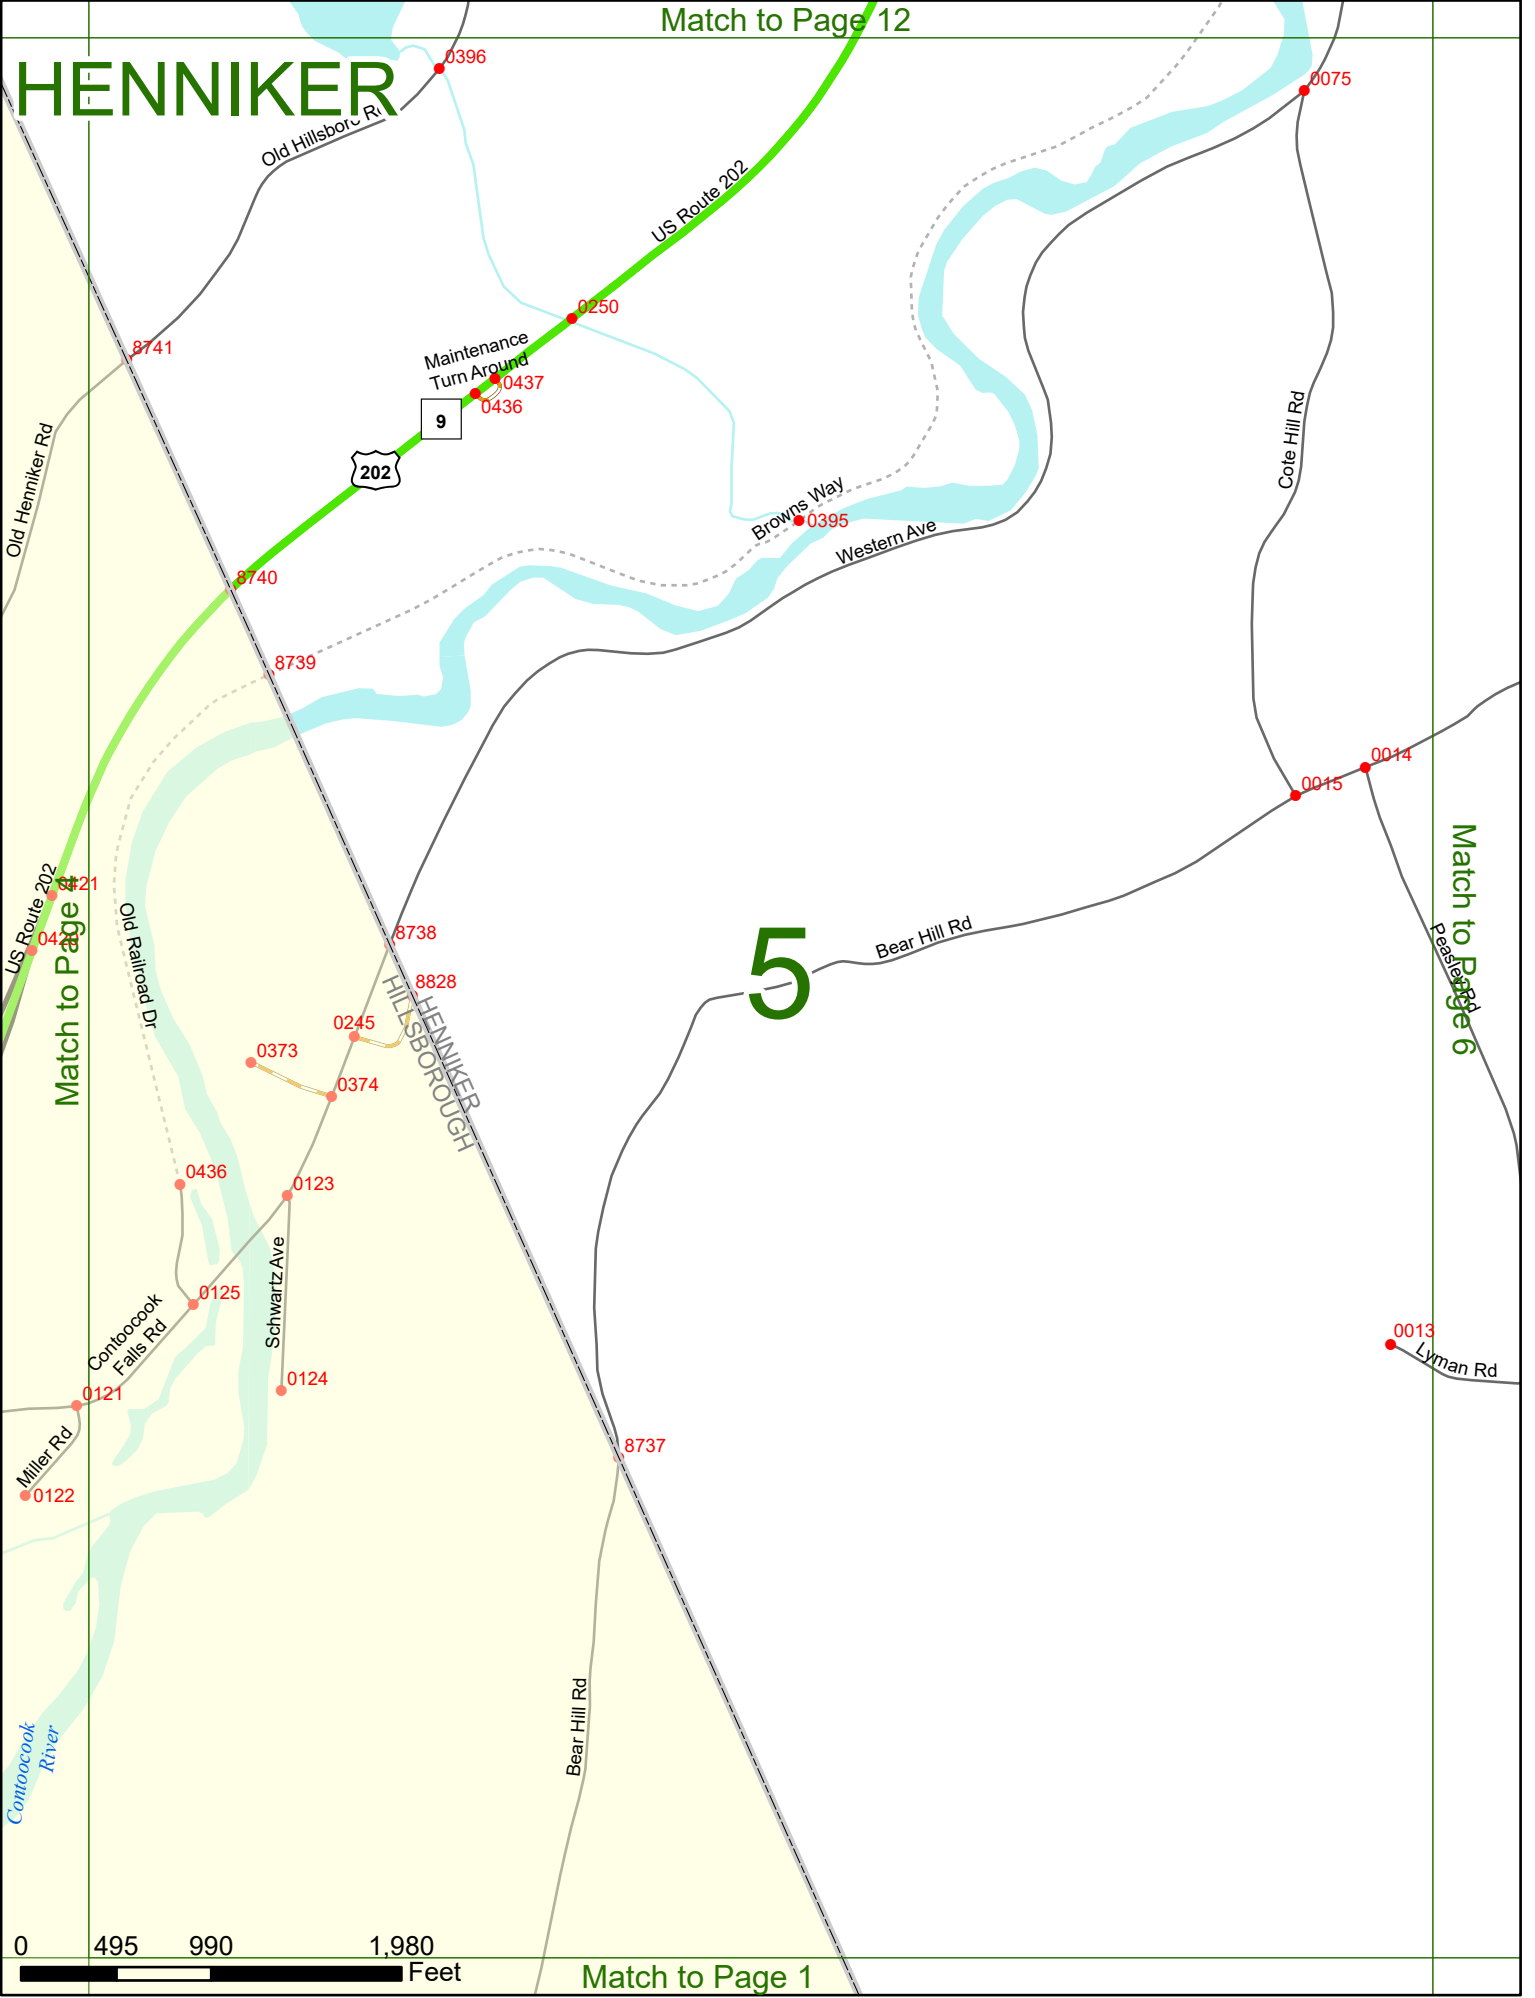 Match to Page 12
HENNIKER
0396
0075
Old Hillsboro Rd
US Route 202
0250
8741
Maintenance
Turn Around
0437
0436
9
202
Old Henniker Rd
Cote Hill Rd
Browns Way
0395
Western Ave
8740
8739
0014
0015
Match to Page 6
Peasley Rd
US Route 202
0421
0420
Match to Page 4
Old Railroad Dr
5
Bear Hill Rd
8738
8828
HENNIKER
HILLSBOROUGH
0245
0373
0374
0436
0123
Schwartz Ave
0125
Contoocook
Falls Rd
0124
0121
Miller Rd
0122
0013
Lyman Rd
8737
Bear Hill Rd
Contoocook
River
0 495 990 1,980
Feet
Match to Page 1